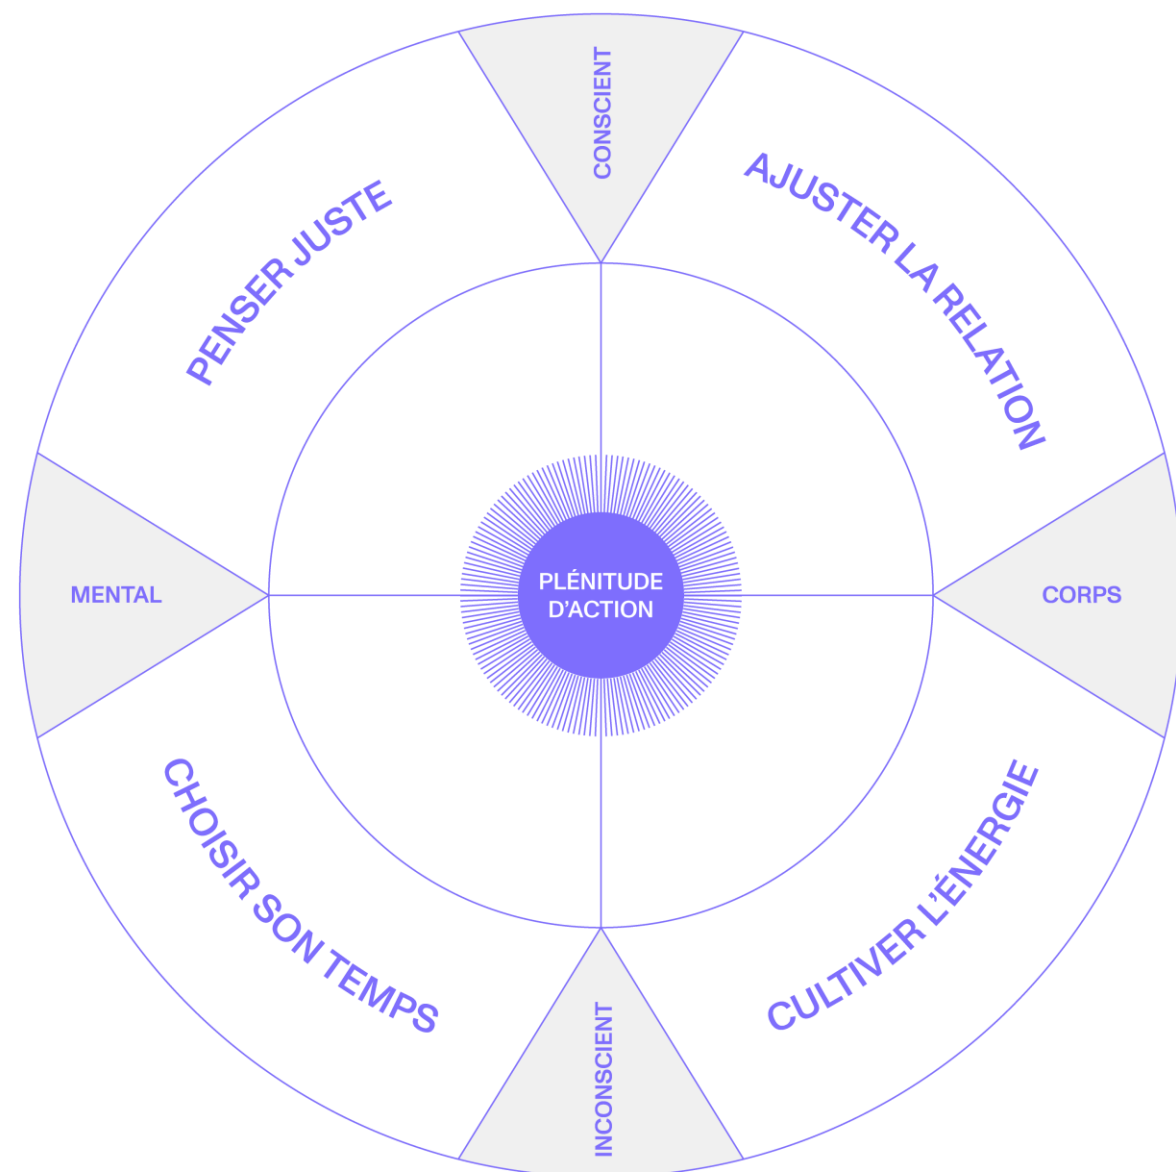 CONSCIENT
PENSER JUSTE
AJUSTER LA RELATION
MENTAL
PLÉNITUDE
D’ACTION
CORPS
CHOISIR SON TEMPS
CULTIVER L’ÉNERGIE
INCONSCIENT